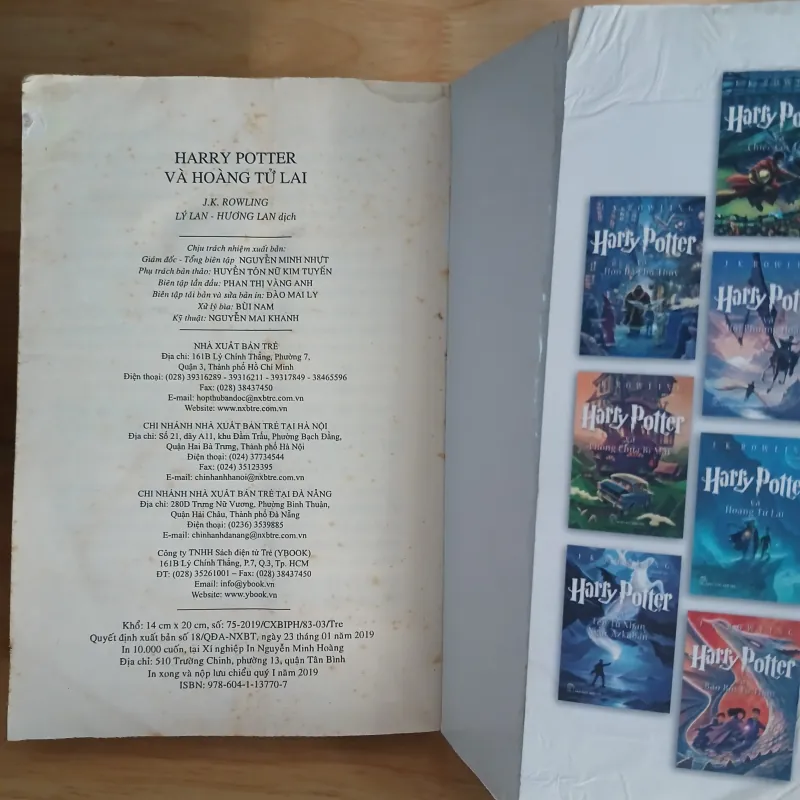 HARRY POTTER
VÀ HOÀNG TỬ LAI
J.K. ROWLING
LÝ LAN - HƯƠNG LAN dịch
Chịu trách nhiệm xuất bản:
Giám đốc - Tổng biên tập NGUYỄN MINH NHỰT
Phụ trách bản thảo: HUYỀN TÔN NỮ KIM TUYẾN
Biên tập lần đầu: PHAN THỊ VÀNG ANH
Biên tập tái bản và sửa bản in: ĐÀO MAI LY
Xử lý bìa: BÙI NAM
Kỹ thuật: NGUYỄN MAI KHANH
NHÀ XUẤT BẢN TRẺ
Địa chỉ: 161B Lý Chính Thắng, Phường 7,
Quận 3, Thành phố Hồ Chí Minh
Điện thoại: (028) 39316289 - 39316211 - 39317849 - 38465596
Fax: (028) 38437450
E-mail: hopthubandoc@nxbtre.com.vn
Website: www.nxbtre.com.vn
CHI NHÁNH NHÀ XUẤT BẢN TRẺ TẠI HÀ NỘI
Địa chỉ: Số 21, dãy A11, khu Đầm Trấu, Phường Bạch Đằng,
Quận Hai Bà Trưng, Thành phố Hà Nội
Điện thoại: (024) 37734544
Fax: (024) 35123395
E-mail: chinhanhhanoi@nxbtre.com.vn
CHI NHÁNH NHÀ XUẤT BẢN TRẺ TẠI ĐÀ NẴNG
Địa chỉ: 280D Trưng Nữ Vương, Phường Bình Thuận,
Quận Hải Châu, Thành phố Đà Nẵng
Điện thoại: (0236) 3539885
E-mail: chinhanhdanang@nxbtre.com.vn
Công ty TNHH Sách điện tử Trẻ (YBOOK)
161B Lý Chính Thắng, P.7, Q.3, Tp. HCM
ĐT: (028) 35261001 – Fax: (028) 38437450
Email: info@ybook.vn
Website: www.ybook.vn
Khổ: 14 cm x 20 cm, số: 75-2019/CXBIPH/83-03/Tre
Quyết định xuất bản số 18/QĐA-NXBT, ngày 23 tháng 01 năm 2019
In 10.000 cuốn, tại Xí nghiệp In Nguyễn Minh Hoàng
Địa chỉ: 510 Trường Chinh, phường 13, quận Tân Bình
In xong và nộp lưu chiểu quý I năm 2019
ISBN: 978-604-1-13770-7
Harry Po
J.K. ROWLING
Harry Potter
Harry Pot
và
J.K. ROWLING
Harry Potter
và
J.K. ROWL
Harry Potte
và
Hoàng Tử Lai
J.K. ROWLING
Harry Potter
J.K. ROWLING
Harry Potter